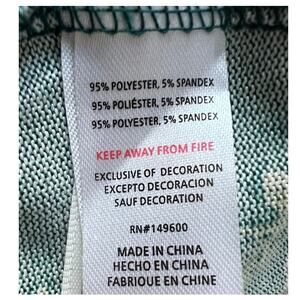 95% POLYESTER, 5% SPANDEX
95% POLIÉSTER, 5% SPANDEX
95% POLYESTER, 5% SPANDEX
KEEP AWAY FROM FIRE
EXCLUSIVE OF DECORATION
EXCEPTO DECORACION
SAUF DECORATION
RN#149600
MADE IN CHINA
HECHO EN CHINA
FABRIQUE EN CHINE